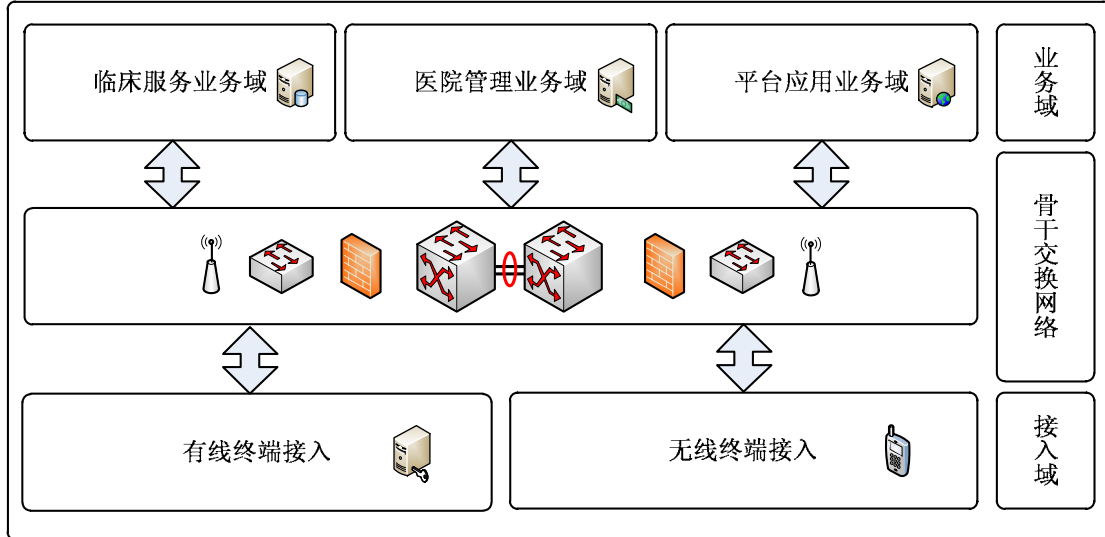 临床服务业务域
医院管理业务域
平台应用业务域
业务域
骨干交换网络
有线终端接入
无线终端接入
接入域